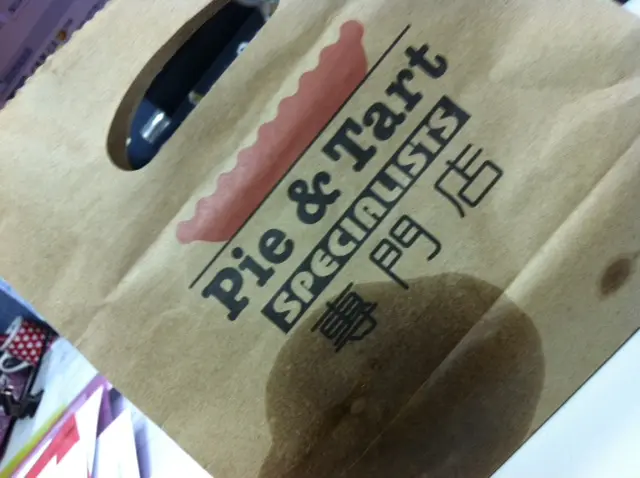 Pie & Tart
SPECIALISTS
專門店